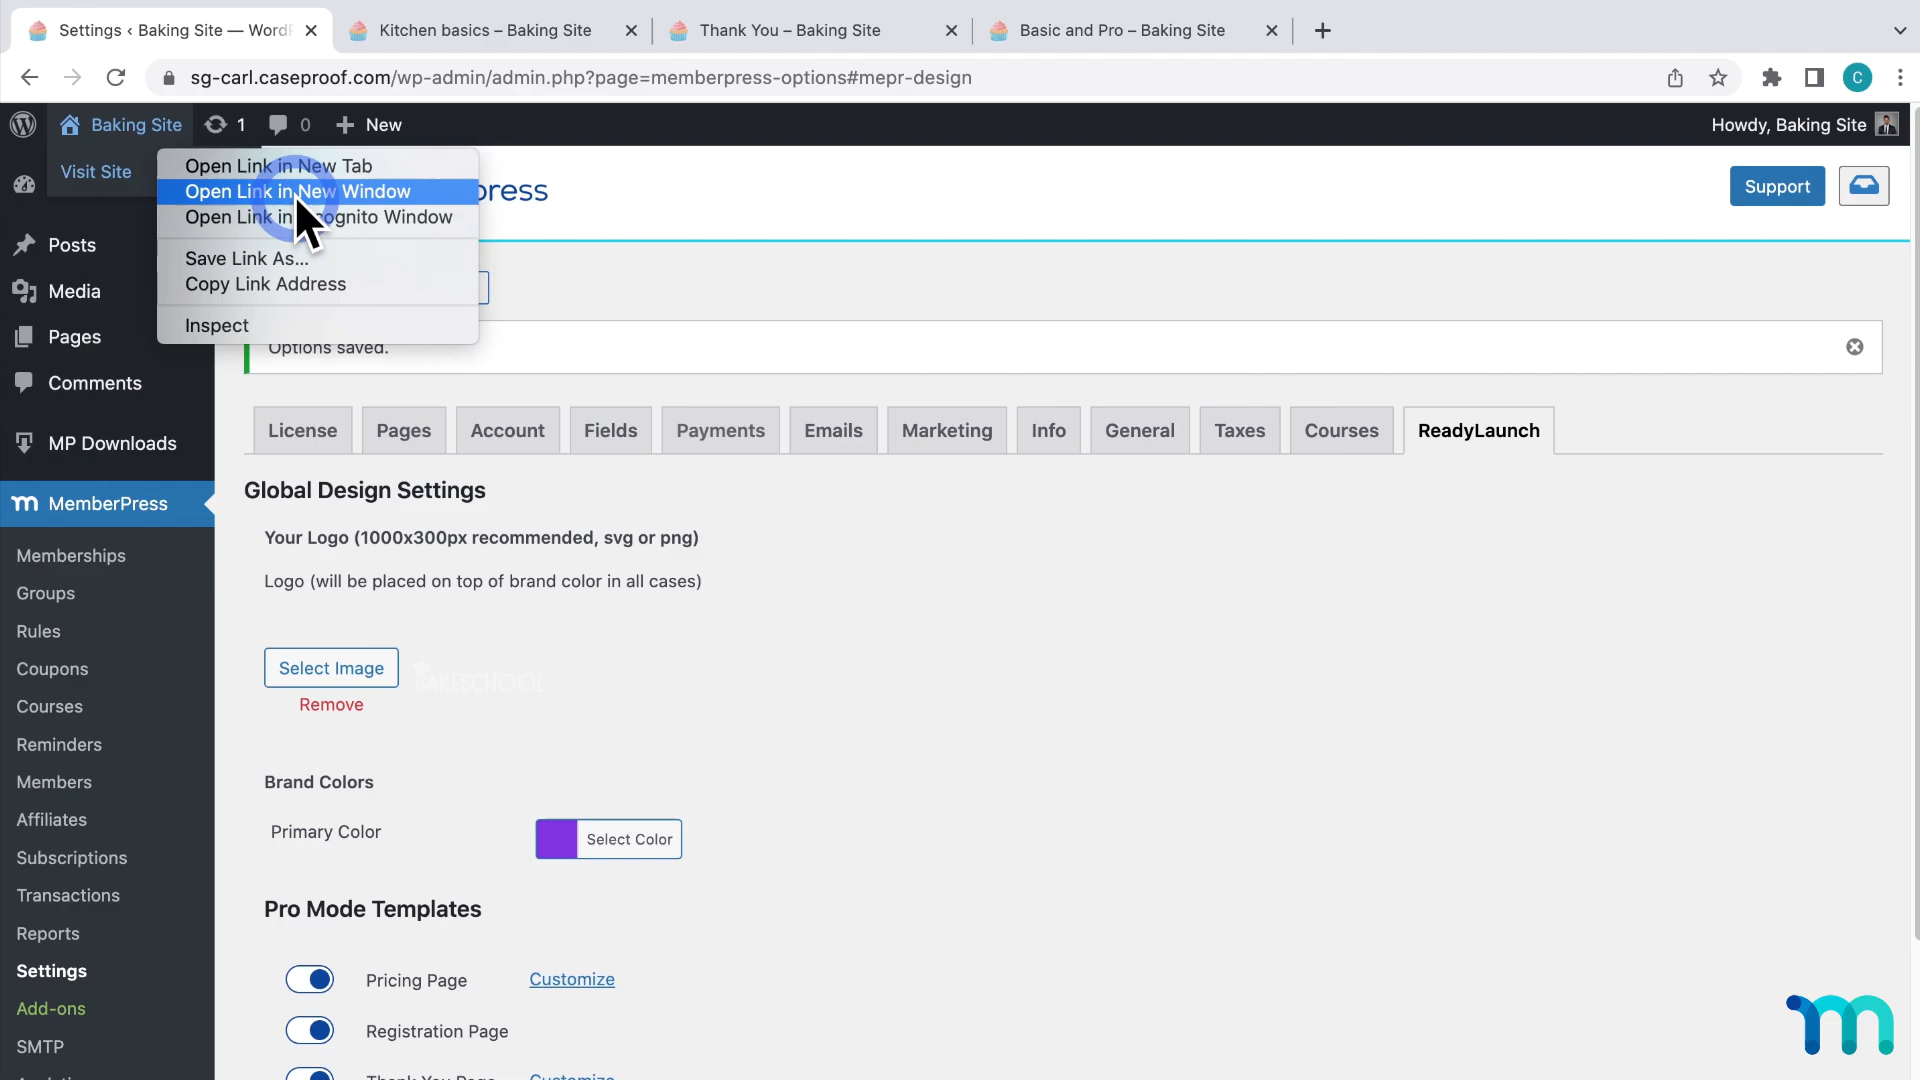 Settings ‹ Baking Site — WordP
Kitchen basics – Baking Site
Thank You – Baking Site
Basic and Pro – Baking Site
sg-carl.caseproof.com/wp-admin/admin.php?page=memberpress-options#mepr-design
C
Baking Site
1
0
New
Howdy, Baking Site
Visit Site
Open Link in New Tab
Open Link in New Window
Open Link in Incognito Window
Save Link As...
Copy Link Address
Inspect
press
Support
Posts
Media
Pages
Comments
MP Downloads
MemberPress
Memberships
Groups
Rules
Coupons
Courses
Reminders
Members
Affiliates
Subscriptions
Transactions
Reports
Settings
Add-ons
SMTP
Options saved.
License
Pages
Account
Fields
Payments
Emails
Marketing
Info
General
Taxes
Courses
ReadyLaunch
Global Design Settings
Your Logo (1000x300px recommended, svg or png)
Logo (will be placed on top of brand color in all cases)
Select Image
BAKESCHOOL
Remove
Brand Colors
Primary Color
Select Color
Pro Mode Templates
Pricing Page
Customize
Registration Page
Thank You Page
Customize